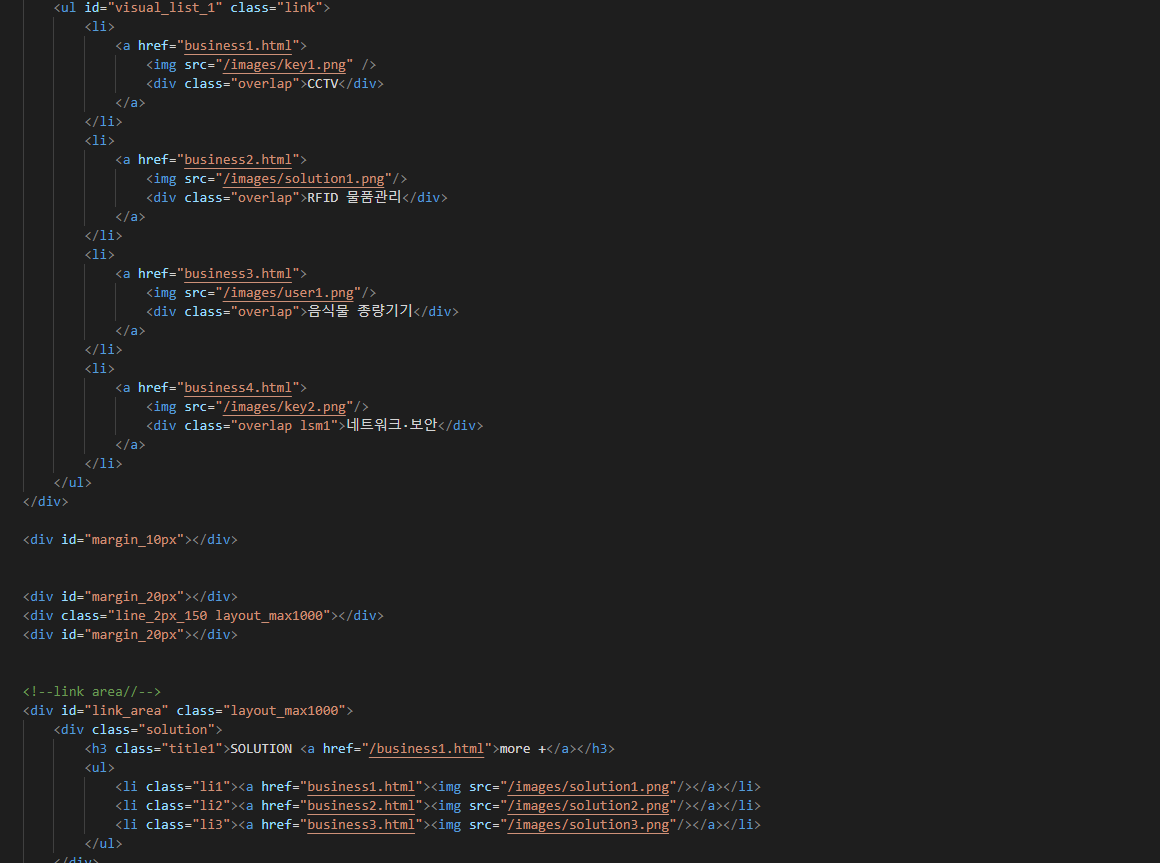 <ul id="visual_list_1" class="link">
<li>
<a href="business1.html">
<img src="/images/key1.png" />
<div class="overlap">CCTV</div>
</a>
</li>
<li>
<a href="business2.html">
<img src="/images/solution1.png"/>
<div class="overlap">RFID 물품관리</div>
</a>
</li>
<li>
<a href="business3.html">
<img src="/images/user1.png"/>
<div class="overlap">음식물 종량기기</div>
</a>
</li>
<li>
<a href="business4.html">
<img src="/images/key2.png"/>
<div class="overlap lsm1">네트워크·보안</div>
</a>
</li>
</ul>
</div>
<div id="margin_10px"></div>
<div id="margin_20px"></div>
<div class="line_2px_150 layout_max1000"></div>
<div id="margin_20px"></div>
<!--link area//-->
<div id="link_area" class="layout_max1000">
<div class="solution">
<h3 class="title1">SOLUTION <a href="/business1.html">more +</a></h3>
<ul>
<li class="li1"><a href="business1.html"><img src="/images/solution1.png"/></a></li>
<li class="li2"><a href="business2.html"><img src="/images/solution2.png"/></a></li>
<li class="li3"><a href="business3.html"><img src="/images/solution3.png"/></a></li>
</ul>
</div>